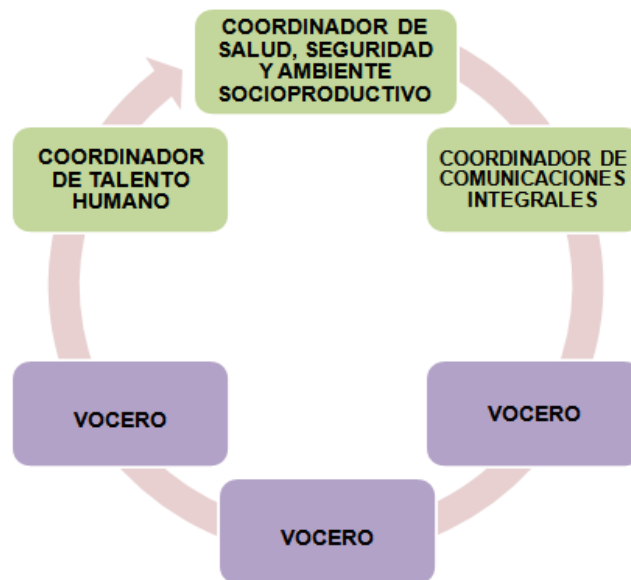 COORDINADOR DE
SALUD, SEGURIDAD
Y AMBIENTE
SOCIOPRODUCTIVO
COORDINADOR
DE TALENTO
HUMANO
COORDINADOR DE
COMUNICACIONES
INTEGRALES
VOCERO
VOCERO
VOCERO